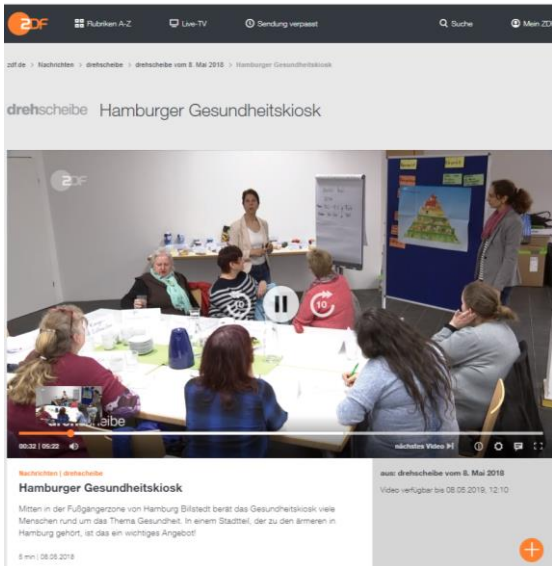 ZDF
Rubriken A-Z
Live-TV
Sendung verpasst
Suche
Mein ZD
zdf.de > Nachrichten > drehscheibe > drehscheibe vom 8. Mai 2018 > Hamburger Gesundheitskiosk
drehscheibe Hamburger Gesundheitskiosk
ZDF
10
10
eibe
00:32 | 05:22
nächstes Video
Nachrichten | drehscheibe
Hamburger Gesundheitskiosk
Mitten in der Fußgängerzone von Hamburg Billstedt berät das Gesundheitskiosk viele
Menschen rund um das Thema Gesundheit. In einem Stadtteil, der zu den ärmeren in
Hamburg gehört, ist das ein wichtiges Angebot!
5 min | 08.05.2018
aus: drehscheibe vom 8. Mai 2018
Video verfügbar bis 08.05.2019, 12:10